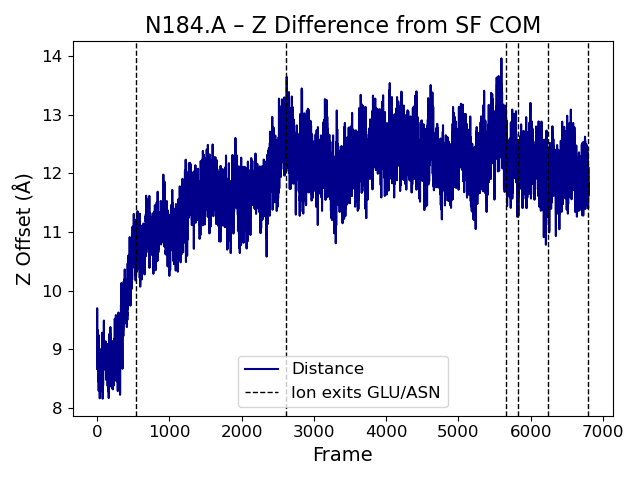 N184.A – Z Difference from SF COM
14
13
12
11
10
9
8
Z Offset (Å)
Distance
Ion exits GLU/ASN
0 1000 2000 3000 4000 5000 6000 7000
Frame